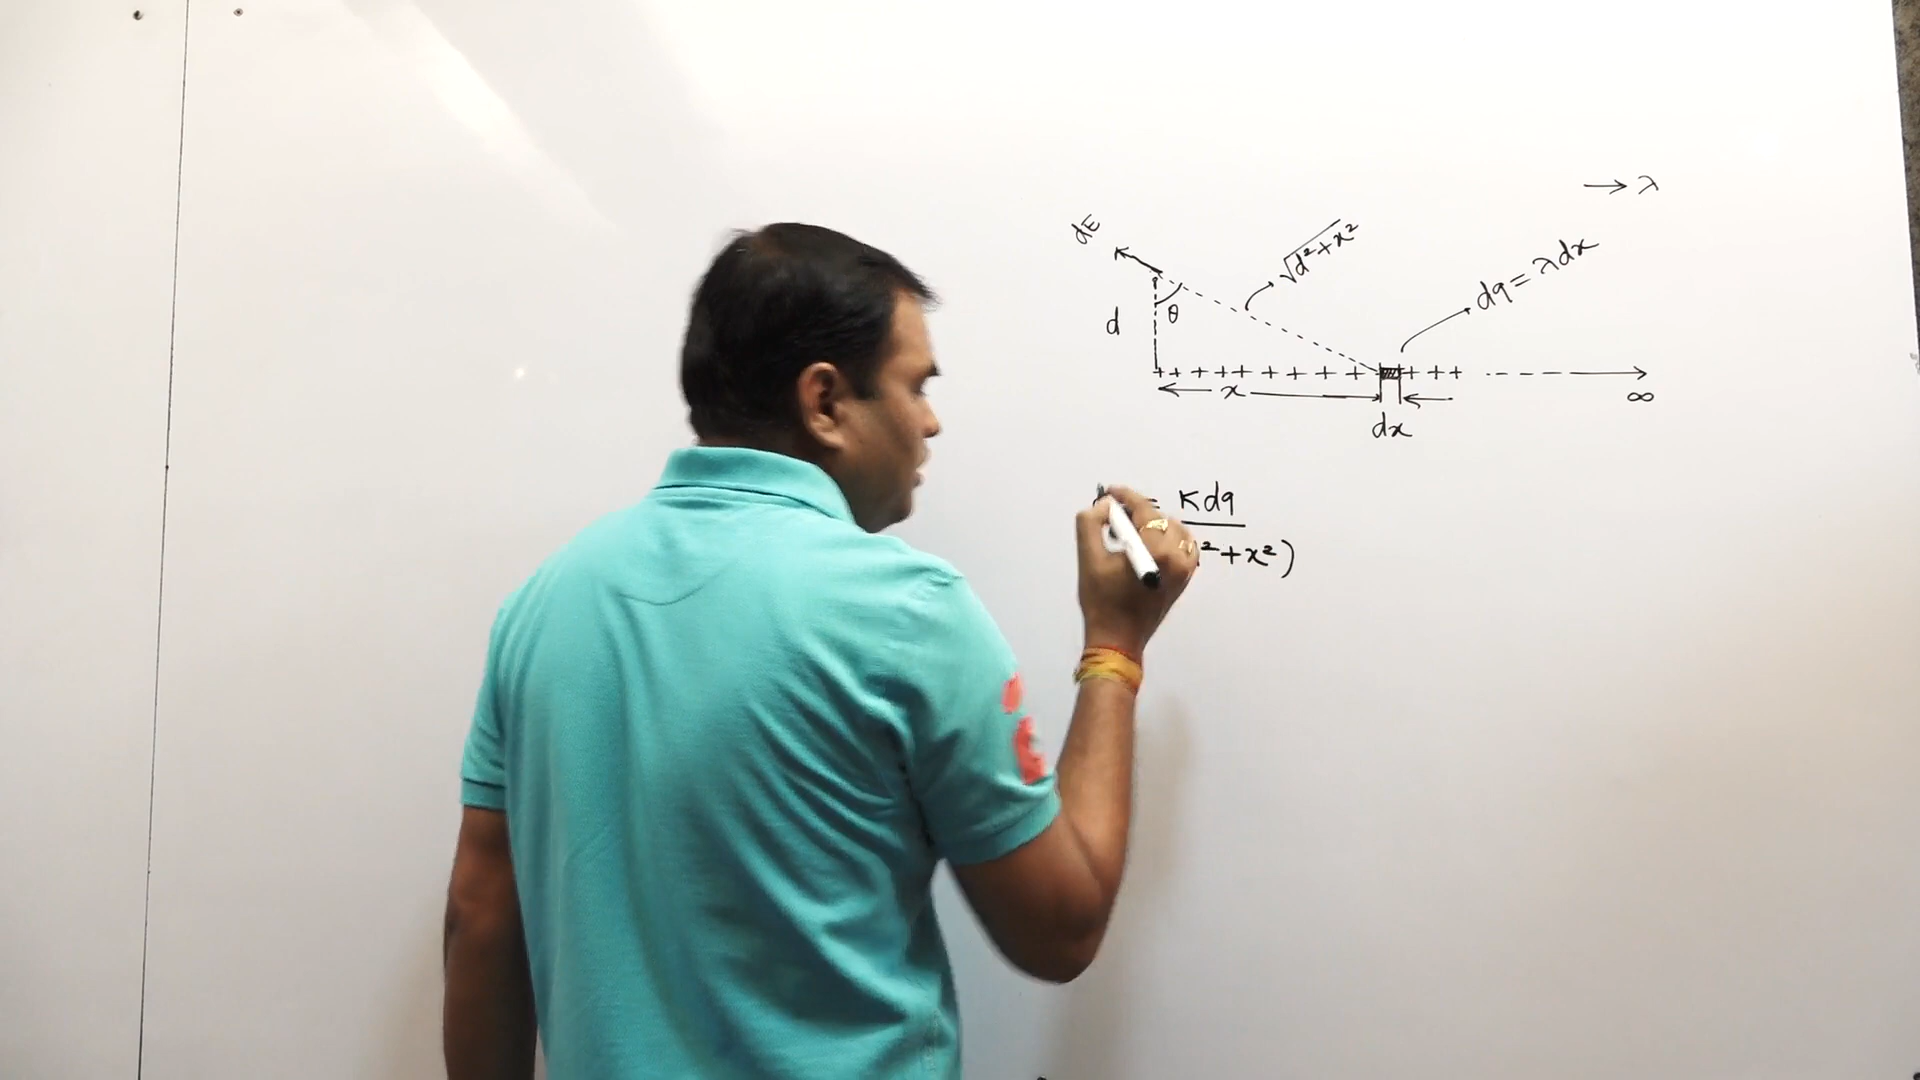 → λ
dE
√d²+x²
dq = λdx
d
θ
+ + + + + + + + + + + + - - - - →
x
∞
dx
= Kdq
²+x²)